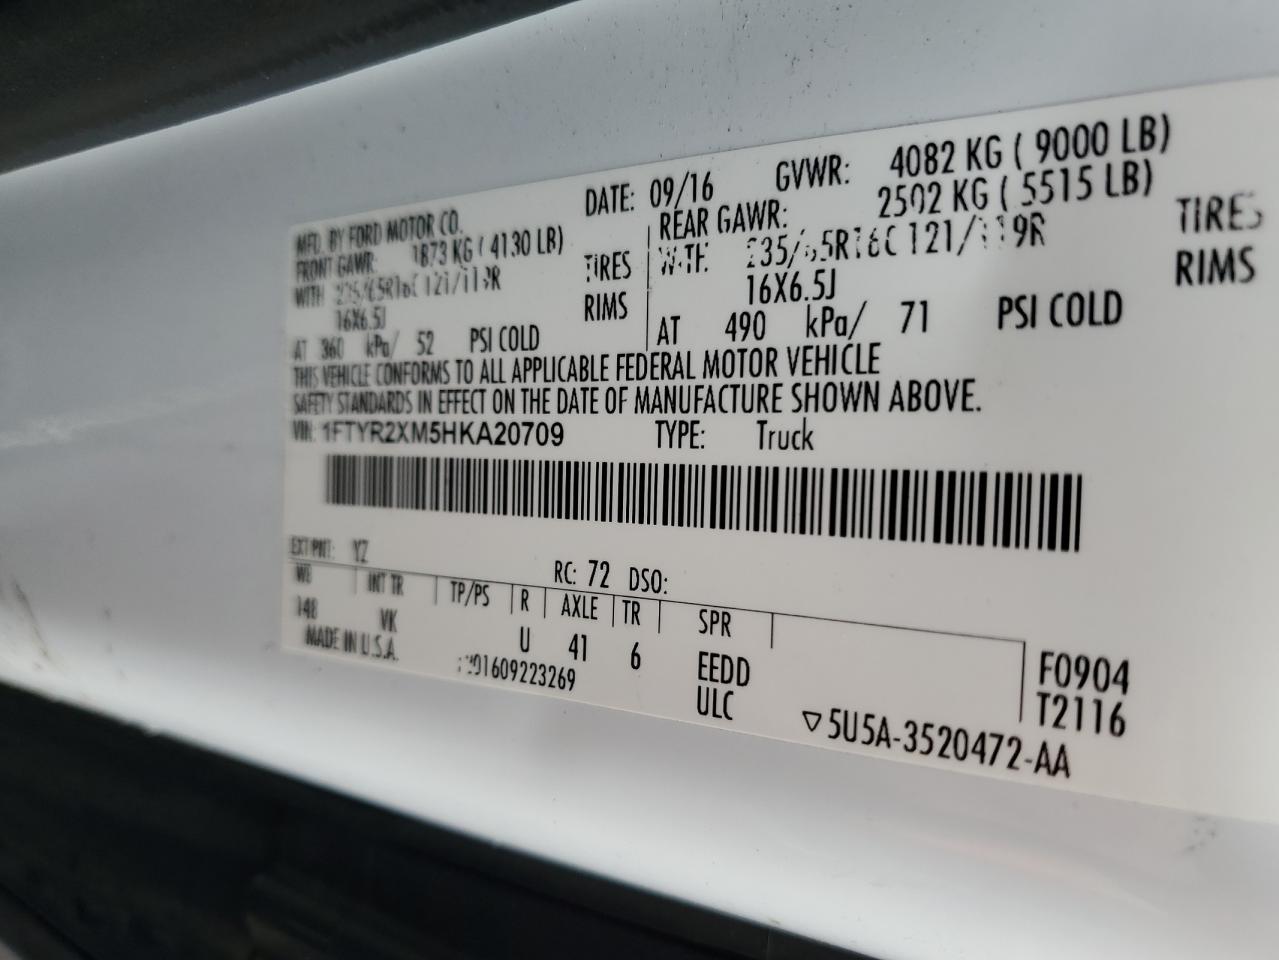 MFD. BY FORD MOTOR CO. DATE: 09/16 GVWR: 4082 KG ( 9000 LB)
FRONT GAWR: 1873 KG ( 4130 LB) REAR GAWR: 2502 KG ( 5515 LB)
WITH TIRES 121/119R TIRES
16X6.5J RIMS 16X6.5J RIMS
AT 360 kPa/ 52 PSI COLD AT 490 kPa/ 71 PSI COLD
THIS VEHICLE CONFORMS TO ALL APPLICABLE FEDERAL MOTOR VEHICLE
SAFETY STANDARDS IN EFFECT ON THE DATE OF MANUFACTURE SHOWN ABOVE.
VIN: 1FTYR2XM5HKA20709 TYPE: Truck
EXT PNT: YZ RC: 72 DSO:
WB INT TR TP/PS R AXLE TR SPR
148 VK U 41 6 EEDD F0904
MADE IN U.S.A. ULC T2116
▽5U5A-3520472-AA